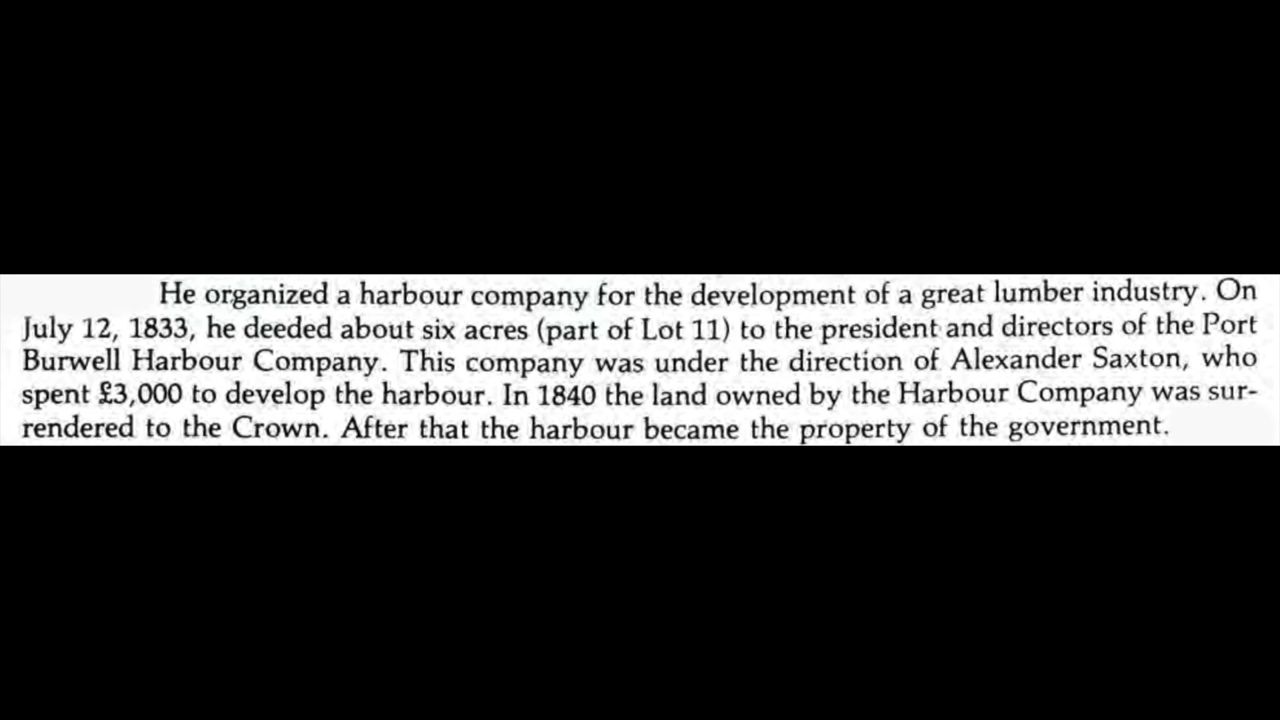 He organized a harbour company for the development of a great lumber industry. On
July 12, 1833, he deeded about six acres (part of Lot 11) to the president and directors of the Port
Burwell Harbour Company. This company was under the direction of Alexander Saxton, who
spent £3,000 to develop the harbour. In 1840 the land owned by the Harbour Company was sur-
rendered to the Crown. After that the harbour became the property of the government.